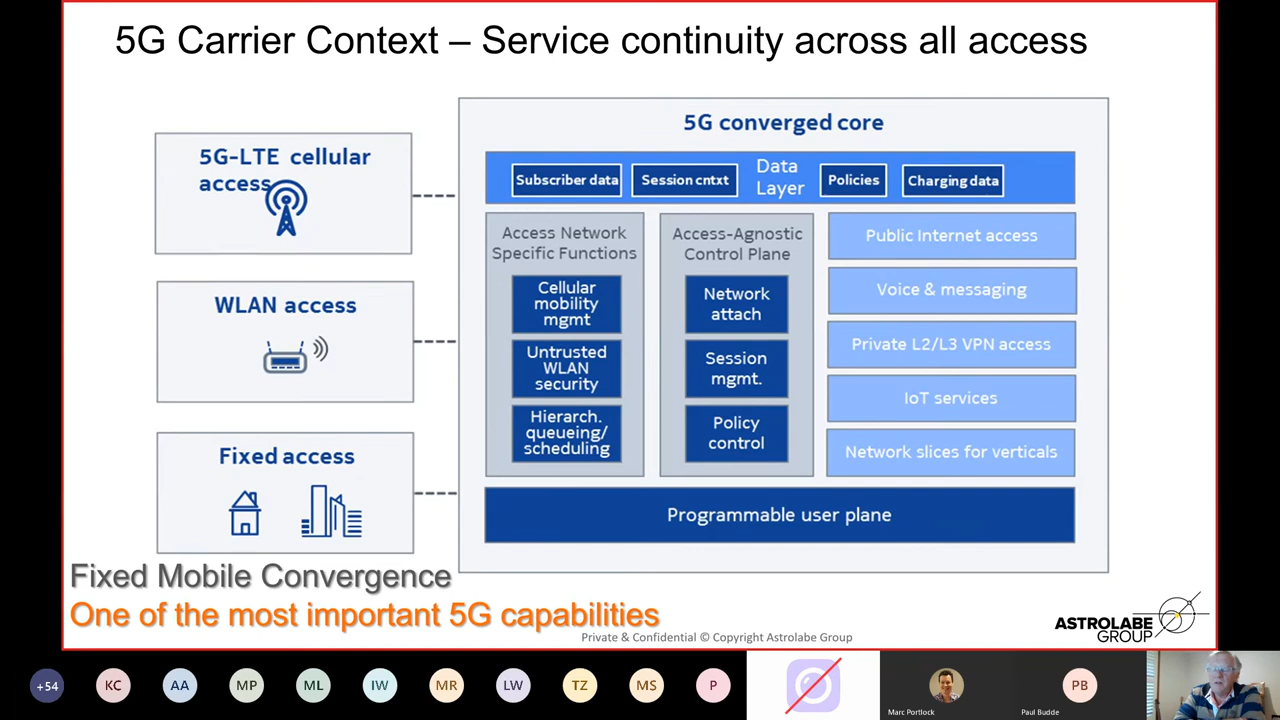 5G Carrier Context – Service continuity across all access
5G-LTE cellular
access
WLAN access
Fixed access
5G converged core
Subscriber data
Session cntxt
Data
Layer
Policies
Charging data
Access Network
Specific Functions
Cellular
mobility
mgmt
Untrusted
WLAN
security
Hierarch.
queueing/
scheduling
Access-Agnostic
Control Plane
Network
attach
Session
mgmt.
Policy
control
Public Internet access
Voice & messaging
Private L2/L3 VPN access
IoT services
Network slices for verticals
Programmable user plane
Fixed Mobile Convergence
One of the most important 5G capabilities
Private & Confidential © Copyright Astrolabe Group
ASTROLABE
GROUP
+54
KC
AA
MP
ML
IW
MR
LW
TZ
MS
P
Marc Portlock
PB
Paul Budde